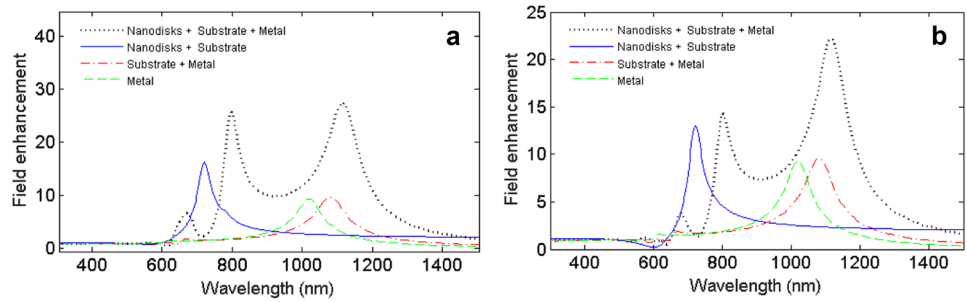 a
Nanodisks + Substrate + Metal
Nanodisks + Substrate
Substrate + Metal
Metal
Field enhancement
40
30
20
10
0
400 600 800 1000 1200 1400
Wavelength (nm)
b
Nanodisks + Substrate + Metal
Nanodisks + Substrate
Substrate + Metal
Metal
Field enhancement
25
20
15
10
5
0
400 600 800 1000 1200 1400
Wavelength (nm)